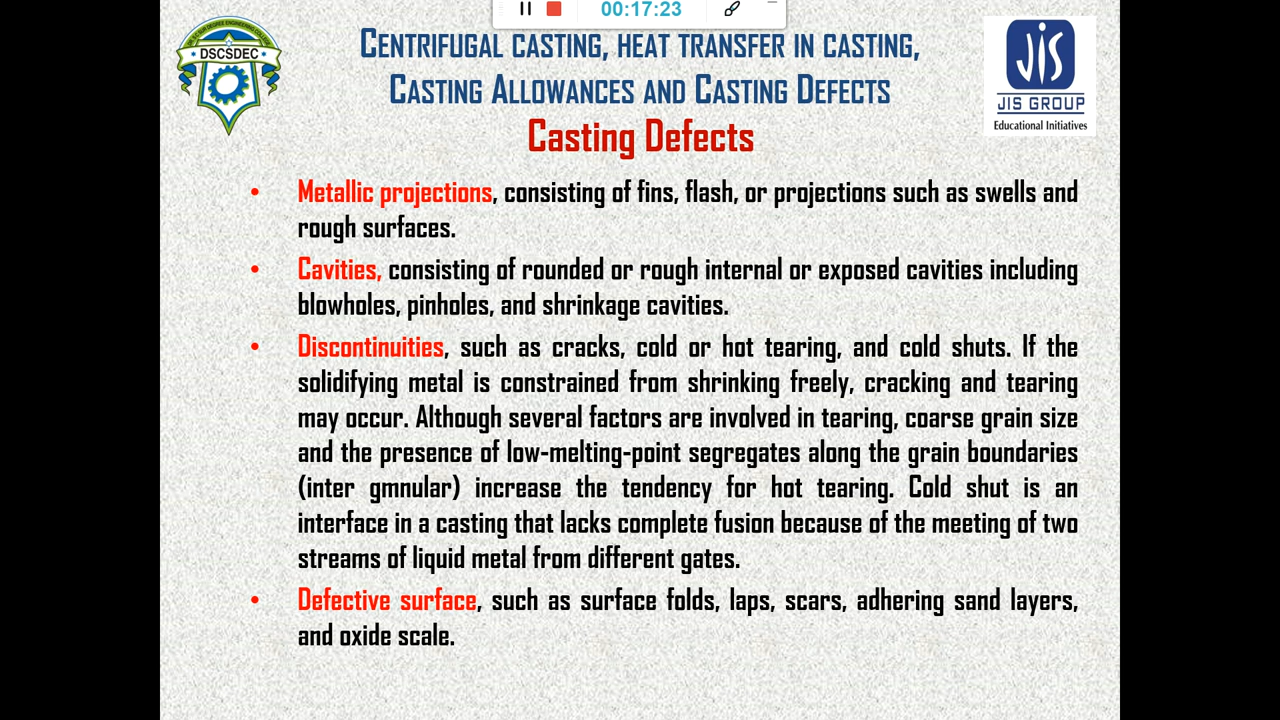 00:17:23
DSCSDEC
CENTRIFUGAL CASTING, HEAT TRANSFER IN CASTING,
CASTING ALLOWANCES AND CASTING DEFECTS
Casting Defects
JIS
JIS GROUP
Educational Initiatives
• Metallic projections, consisting of fins, flash, or projections such as swells and
rough surfaces.
• Cavities, consisting of rounded or rough internal or exposed cavities including
blowholes, pinholes, and shrinkage cavities.
• Discontinuities, such as cracks, cold or hot tearing, and cold shuts. If the
solidifying metal is constrained from shrinking freely, cracking and tearing
may occur. Although several factors are involved in tearing, coarse grain size
and the presence of low-melting-point segregates along the grain boundaries
(inter gmnular) increase the tendency for hot tearing. Cold shut is an
interface in a casting that lacks complete fusion because of the meeting of two
streams of liquid metal from different gates.
• Defective surface, such as surface folds, laps, scars, adhering sand layers,
and oxide scale.